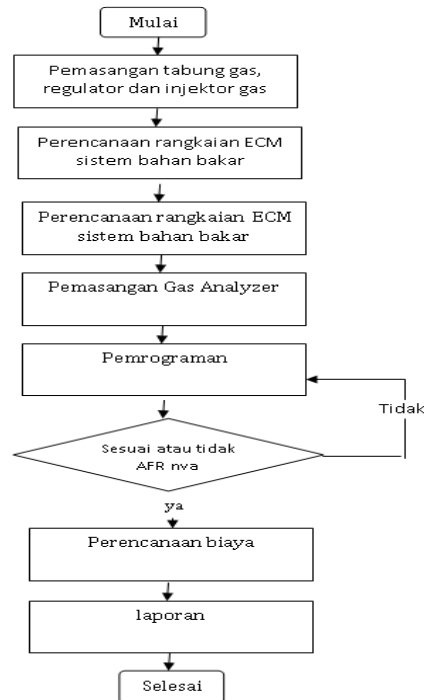 Mulai
Pemasangan tabung gas,
regulator dan injektor gas
Perencanaan rangkaian ECM
sistem bahan bakar
Perencanaan rangkaian ECM
sistem bahan bakar
Pemasangan Gas Analyzer
Pemrograman
Tidak
Sesuai atau tidak
AFR nya
ya
Perencanaan biaya
laporan
Selesai